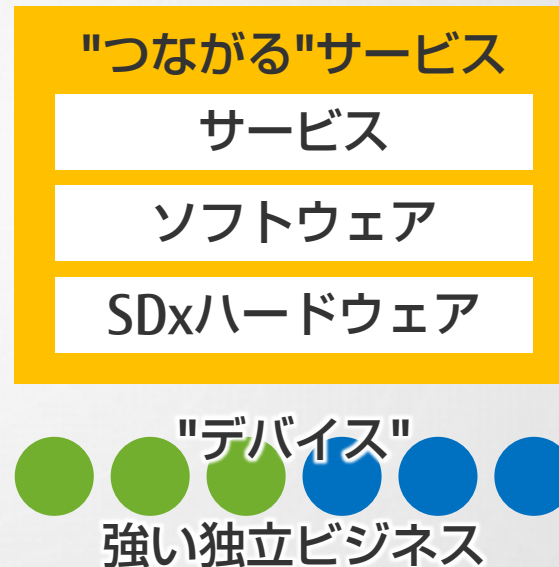 "つながる"サービス
サービス
ソフトウェア
SDxハードウェア
"デバイス"
強い独立ビジネス